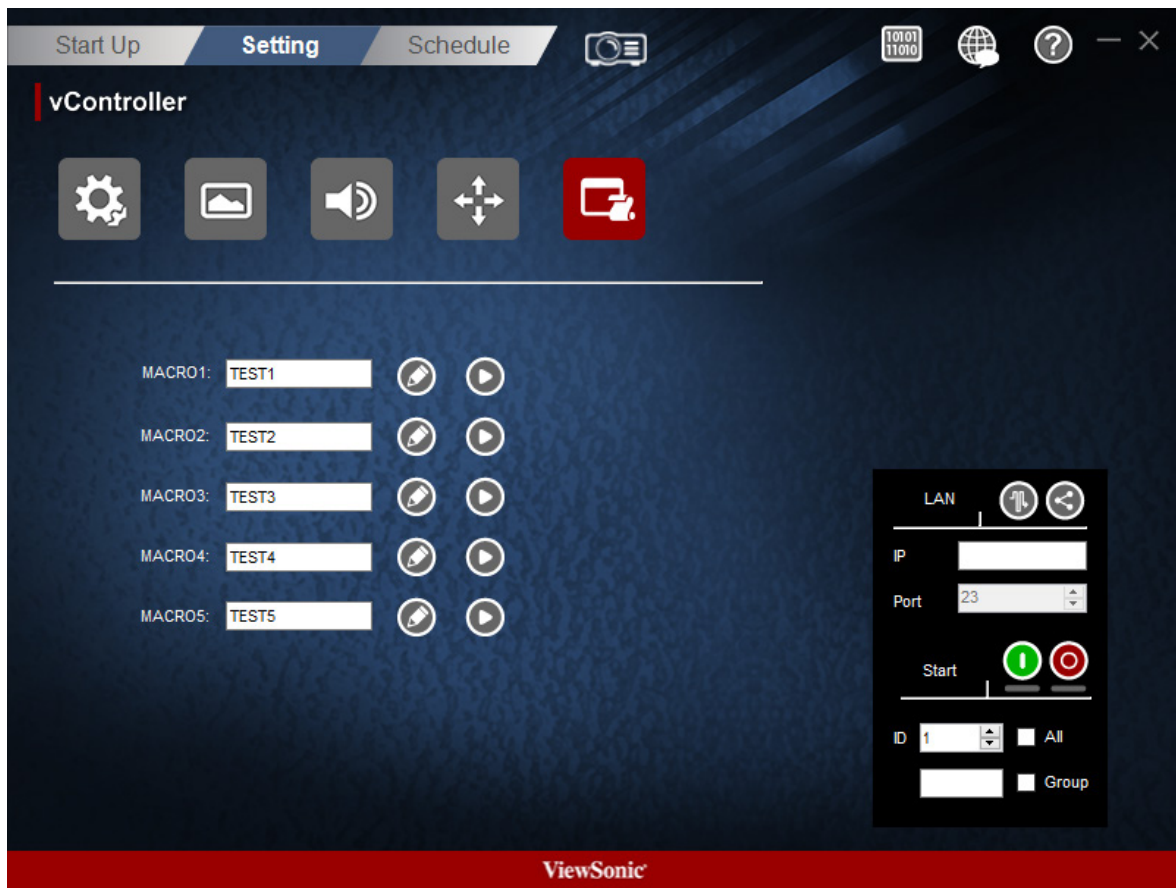 Start Up Setting Schedule
10101
11010
?
vController
MACRO1: TEST1
MACRO2: TEST2
MACRO3: TEST3
MACRO4: TEST4
MACRO5: TEST5
LAN
IP
Port 23
Start
ID 1 All
Group
ViewSonic